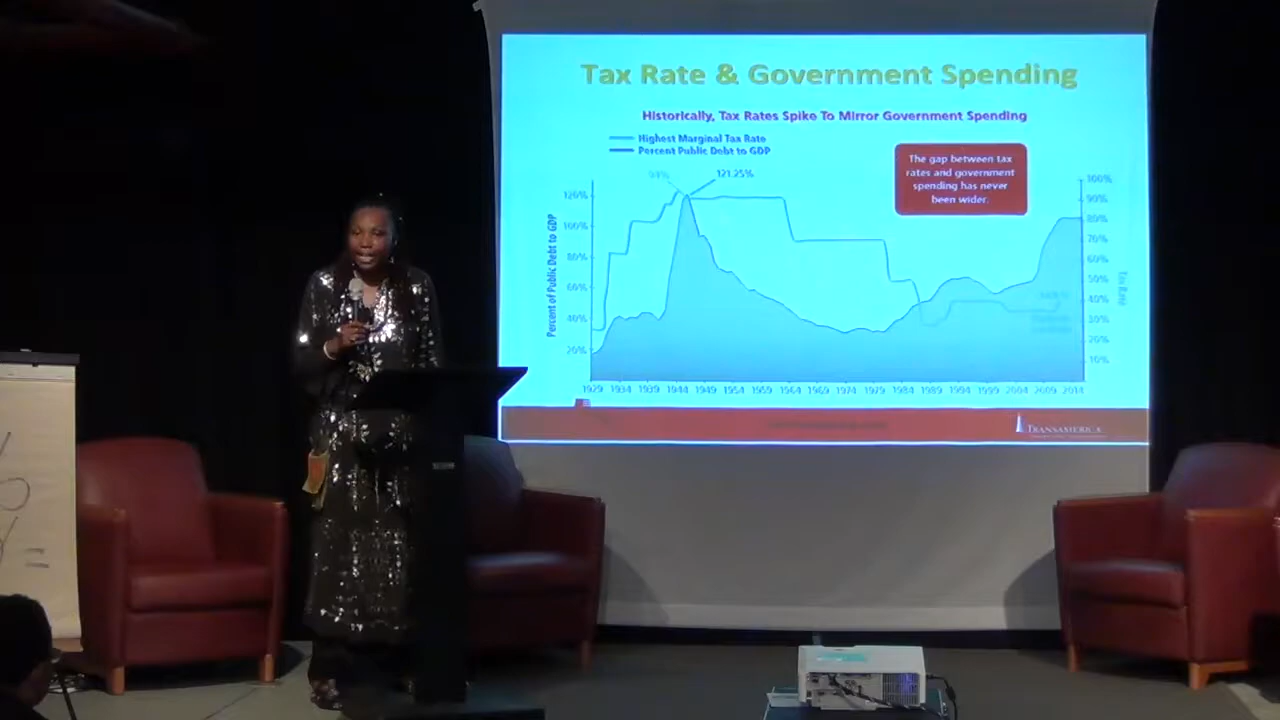 Tax Rate & Government Spending
Historically, Tax Rates Spike To Mirror Government Spending
Highest Marginal Tax Rate
Percent Public Debt to GDP
94%
121.25%
The gap between tax
rates and government
spending has never
been wider.
120%
100%
80%
60%
40%
20%
Percent of Public Debt to GDP
100%
90%
80%
70%
60%
50%
40%
30%
20%
10%
Tax Rate
1929 1934 1939 1944 1949 1954 1959 1964 1969 1974 1979 1984 1989 1994 1999 2004 2009 2014
TRANSAMERICA